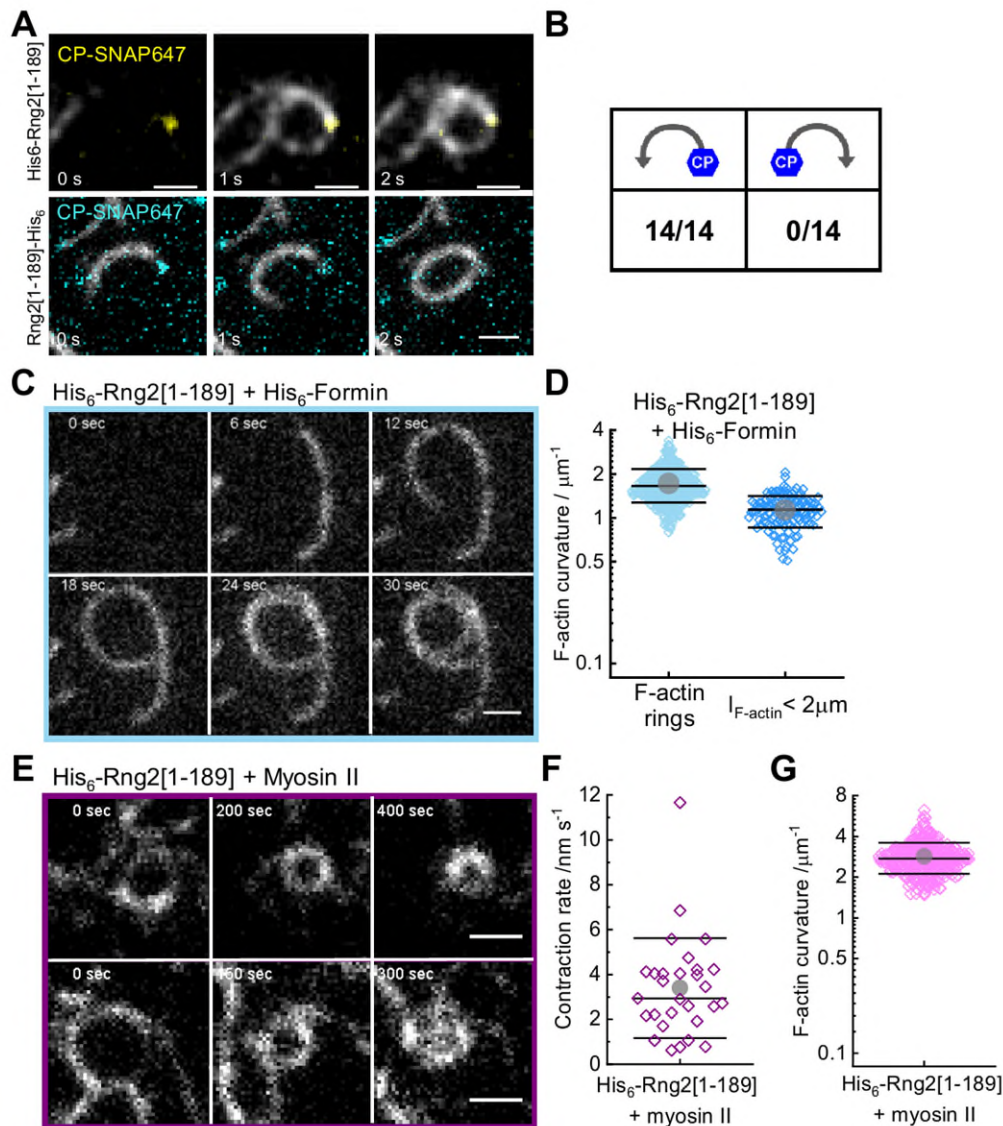 A
His6-Rng2[1-189]
CP-SNAP647
0 s
1 s
2 s
Rng2[1-189]-His₆
CP-SNAP647
0 s
1 s
2 s
B
CP
CP
14/14
0/14
C
His₆-Rng2[1-189] + His₆-Formin
0 sec
6 sec
12 sec
18 sec
24 sec
30 sec
D
His₆-Rng2[1-189]
+ His₆-Formin
F-actin curvature / μm⁻¹
4
2
1
0.5
0.1
F-actin
rings
l_F-actin < 2μm
E
His₆-Rng2[1-189] + Myosin II
0 sec
200 sec
400 sec
0 sec
150 sec
300 sec
F
Contraction rate /nm s⁻¹
12
10
8
6
4
2
0
His₆-Rng2[1-189]
+ myosin II
G
F-actin curvature /μm⁻¹
8
4
2
1
0.5
0.1
His₆-Rng2[1-189]
+ myosin II